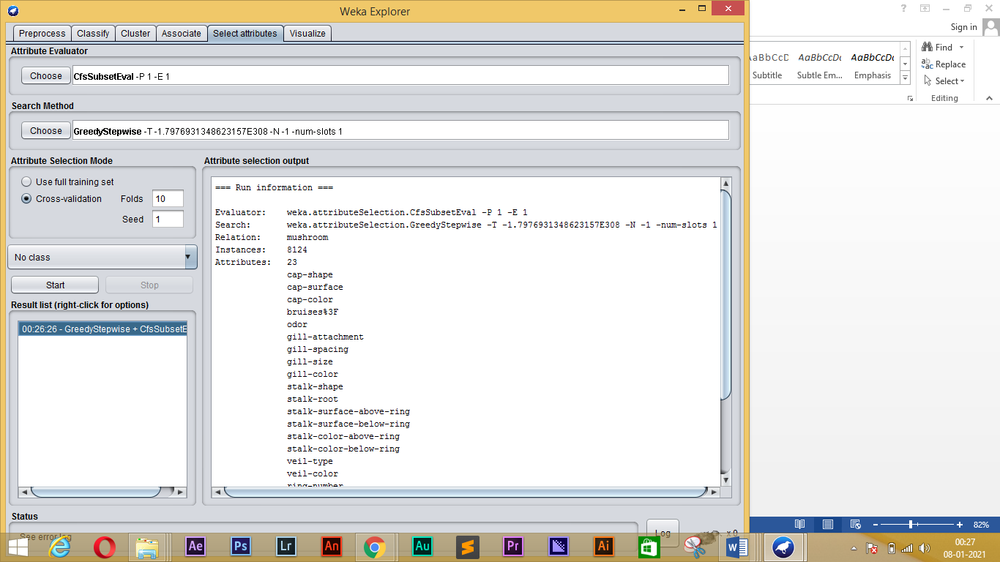 Weka Explorer
Preprocess Classify Cluster Associate Select attributes Visualize
Attribute Evaluator
Choose CfsSubsetEval -P 1 -E 1
Search Method
Choose GreedyStepwise -T -1.7976931348623157E308 -N -1 -num-slots 1
Attribute Selection Mode
Use full training set
Cross-validation Folds 10
Seed 1
No class
Start Stop
Result list (right-click for options)
00:26:26 - GreedyStepwise + CfsSubsetE
Attribute selection output
=== Run information ===
Evaluator: weka.attributeSelection.CfsSubsetEval -P 1 -E 1
Search: weka.attributeSelection.GreedyStepwise -T -1.7976931348623157E308 -N -1 -num-slots 1
Relation: mushroom
Instances: 8124
Attributes: 23
cap-shape
cap-surface
cap-color
bruises%3F
odor
gill-attachment
gill-spacing
gill-size
gill-color
stalk-shape
stalk-root
stalk-surface-above-ring
stalk-surface-below-ring
stalk-color-above-ring
stalk-color-below-ring
veil-type
veil-color
ring-number
Status
See error log
Log x 0
Sign in
AaBbCcD AaBbCcDc AaBbCcDc
Subtitle Subtle Em... Emphasis
Find
Replace
Select
Editing
82%
Ae Ps Lr An Au Pr Ai W
00:27
08-01-2021